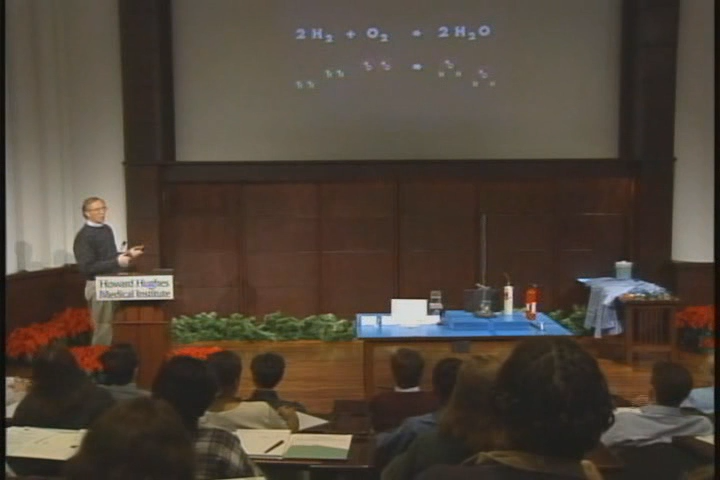 2H₂ + O₂ → 2H₂O
Howard Hughes
Medical Institute